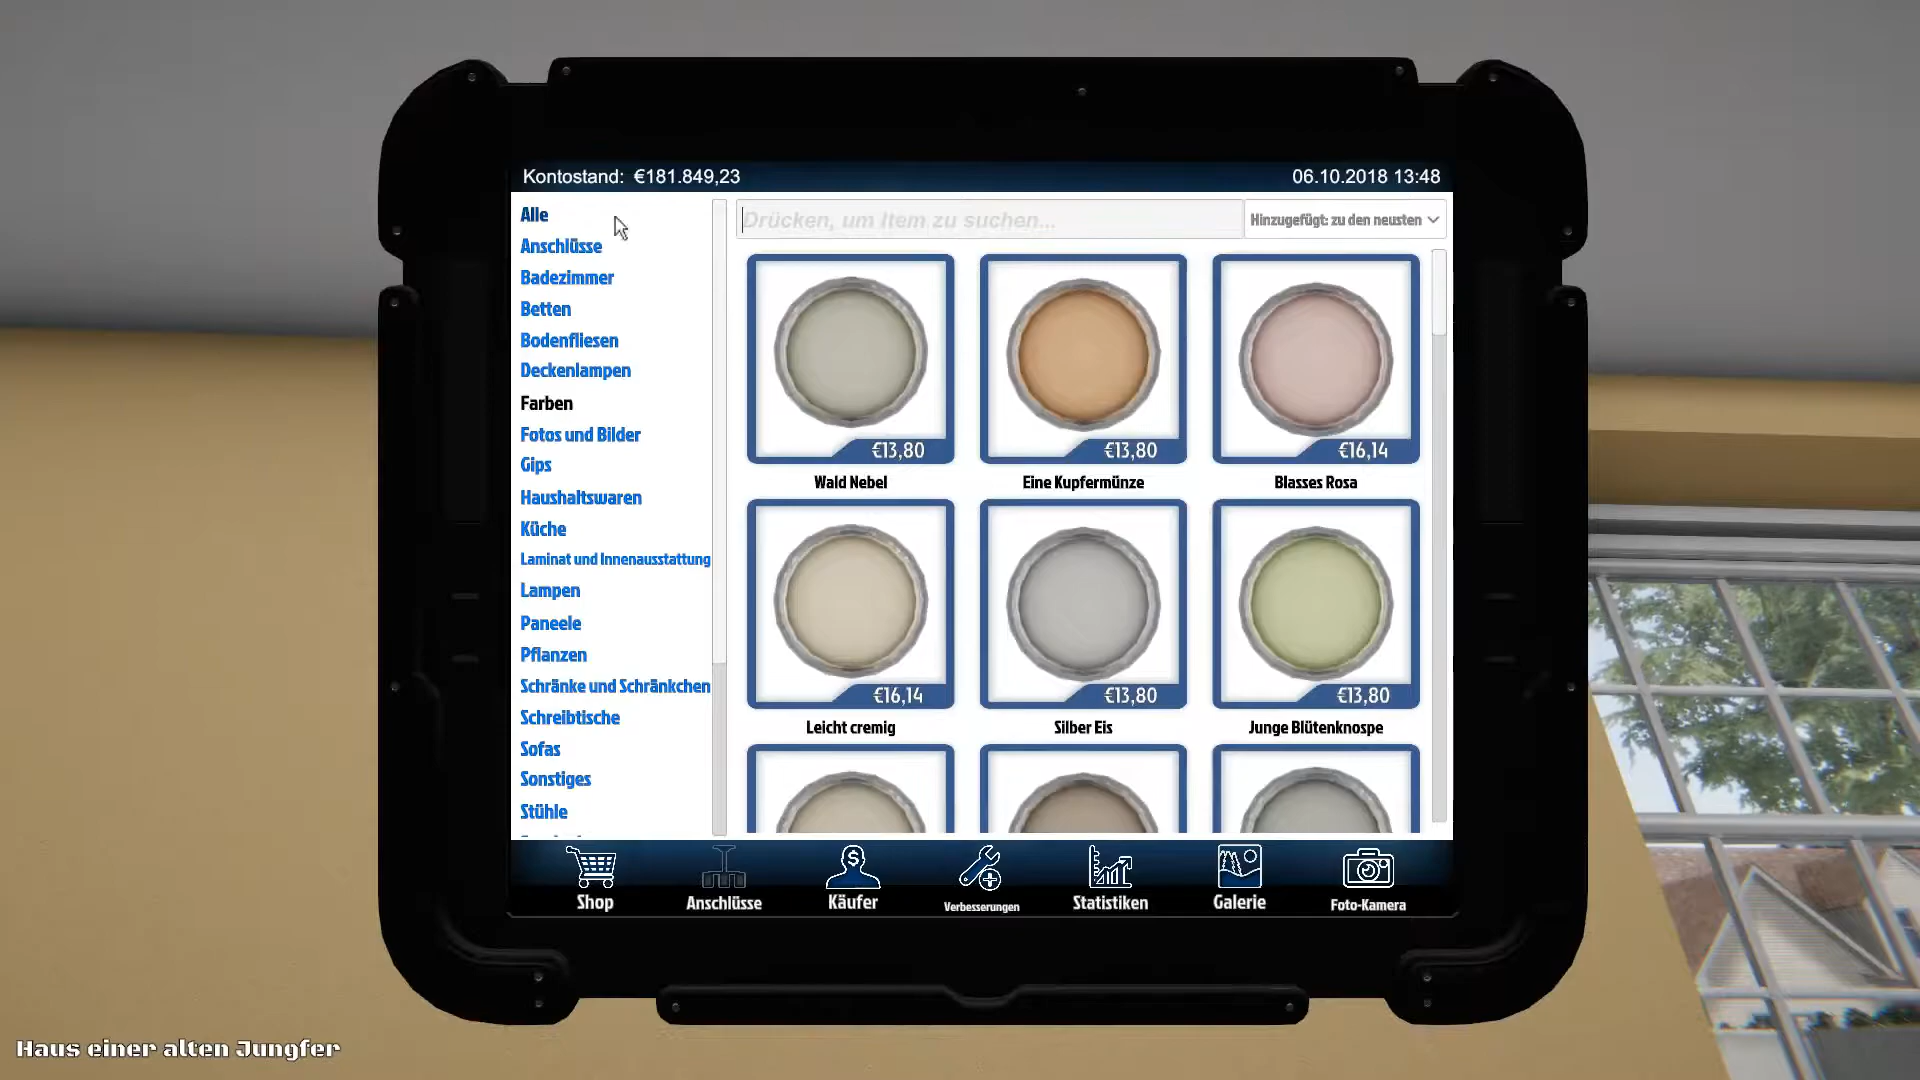 Kontostand: €181.849,23
06.10.2018 13:48
Alle
Anschlüsse
Badezimmer
Betten
Bodenfliesen
Deckenlampen
Farben
Fotos und Bilder
Gips
Haushaltswaren
Küche
Laminat und Innenausstattung
Lampen
Paneele
Pflanzen
Schränke und Schränkchen
Schreibtische
Sofas
Sonstiges
Stühle
Drücken, um Item zu suchen...
Hinzugefügt: zu den neusten
€13,80
€13,80
€16,14
Wald Nebel
Eine Kupfermünze
Blasses Rosa
€16,14
€13,80
€13,80
Leicht cremig
Silber Eis
Junge Blütenknospe
Shop
Anschlüsse
Käufer
Verbesserungen
Statistiken
Galerie
Foto-Kamera
Haus einer alten Jungfer